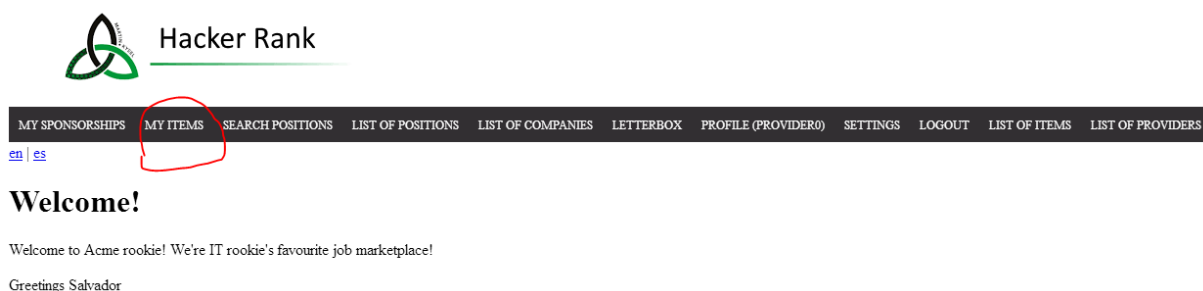 Hacker Rank
MY SPONSORSHIPS MY ITEMS SEARCH POSITIONS LIST OF POSITIONS LIST OF COMPANIES LETTERBOX PROFILE (PROVIDER0) SETTINGS LOGOUT LIST OF ITEMS LIST OF PROVIDERS
en | es
Welcome!
Welcome to Acme rookie! We're IT rookie's favourite job marketplace!
Greetings Salvador